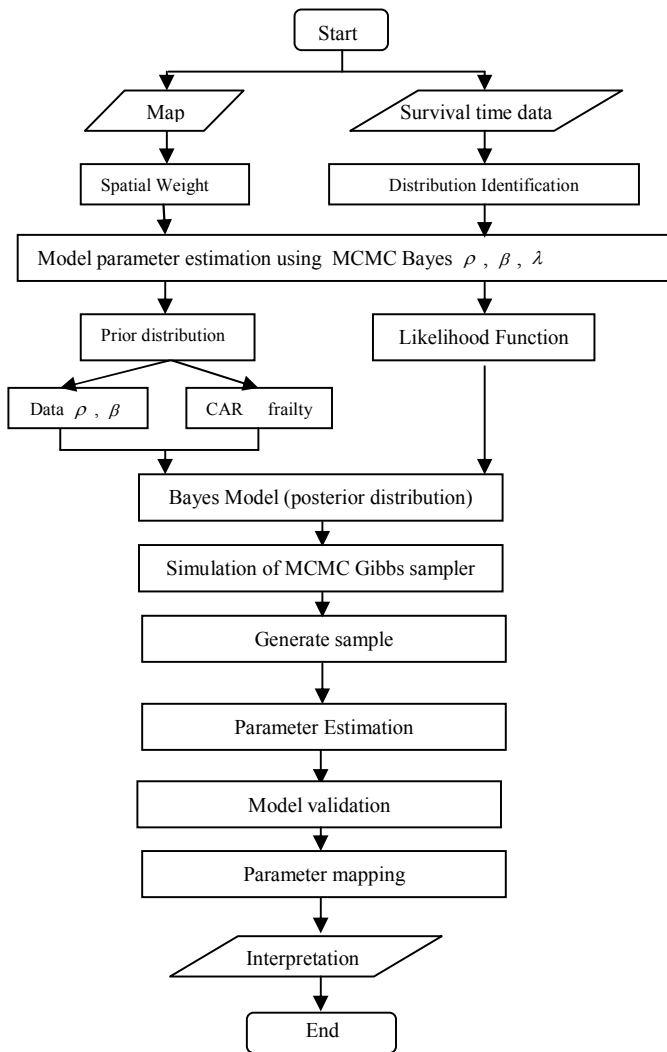 Start
Map
Survival time data
Spatial Weight
Distribution Identification
Model parameter estimation using MCMC Bayes ρ , β , λ
Prior distribution
Likelihood Function
Data ρ , β
CAR frailty
Bayes Model (posterior distribution)
Simulation of MCMC Gibbs sampler
Generate sample
Parameter Estimation
Model validation
Parameter mapping
Interpretation
End